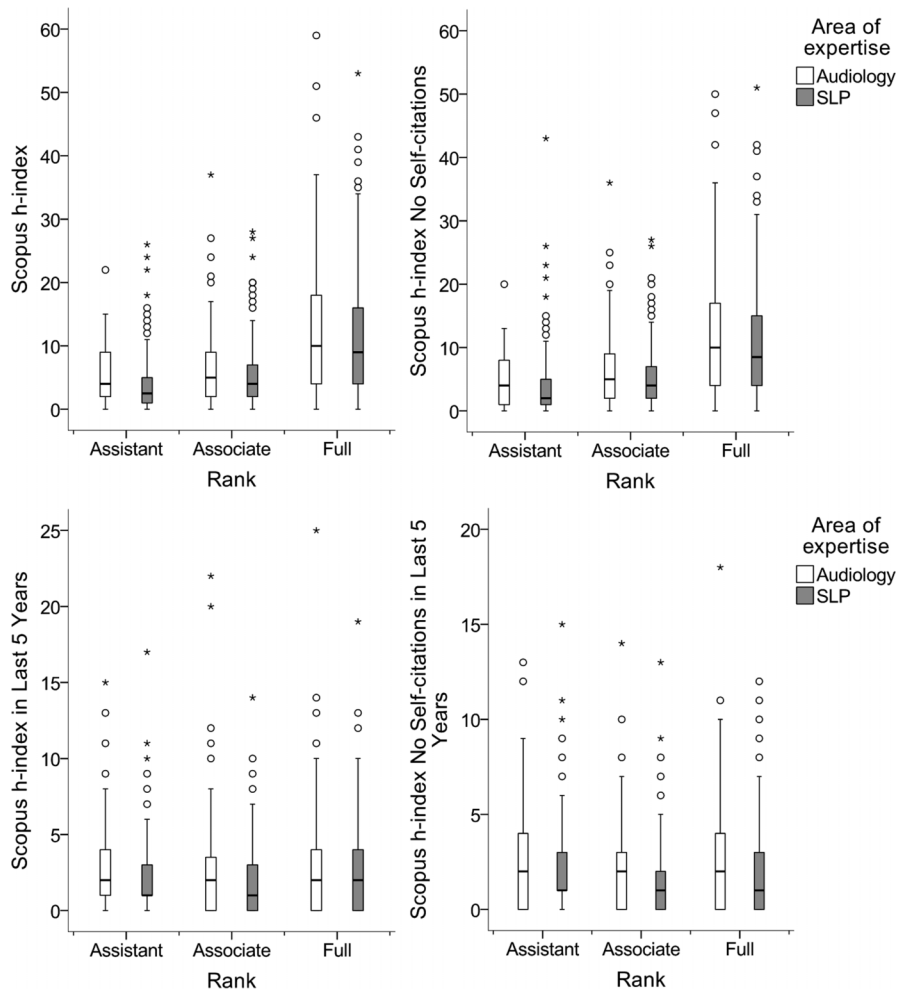 Scopus h-index
60
50
40
30
20
10
0
Assistant Associate Full
Rank
Scopus h-index No Self-citations
60
50
40
30
20
10
0
Assistant Associate Full
Rank
Area of
expertise
Audiology
SLP
Scopus h-index in Last 5 Years
25
20
15
10
5
0
Assistant Associate Full
Rank
Scopus h-index No Self-citations in Last 5
Years
20
15
10
5
0
Assistant Associate Full
Rank
Area of
expertise
Audiology
SLP